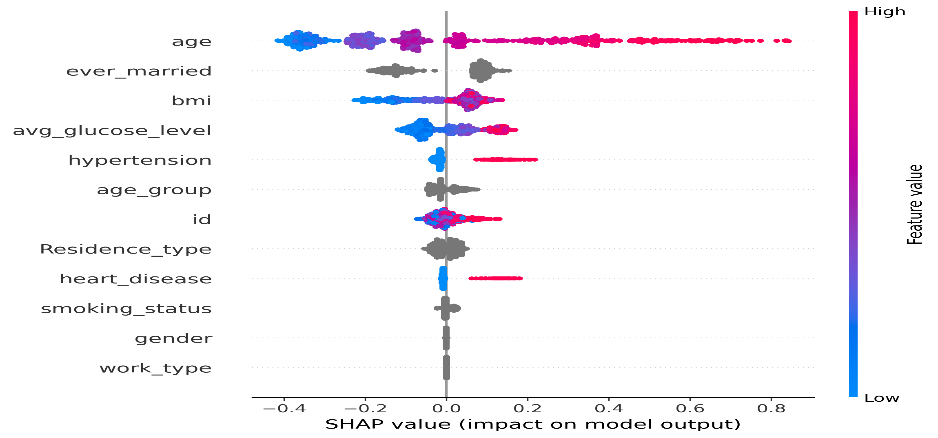 High
age
ever_married
bmi
avg_glucose_level
hypertension
age_group
id
Residence_type
heart_disease
smoking_status
gender
work_type
Feature value
Low
−0.4 −0.2 0.0 0.2 0.4 0.6 0.8
SHAP value (impact on model output)